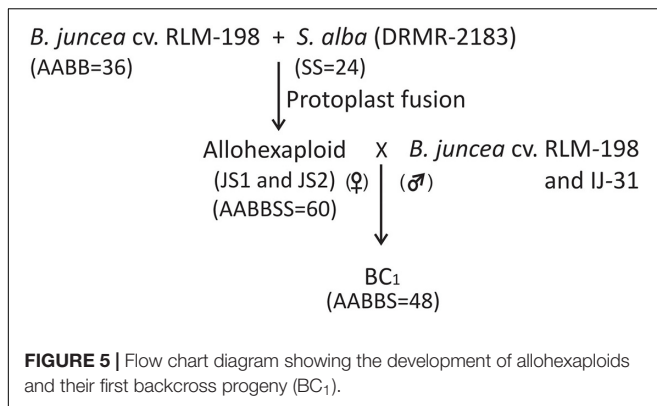 B. juncea cv. RLM-198 + S. alba (DRMR-2183)
(AABB=36) (SS=24)
Protoplast fusion
Allohexaploid X B. juncea cv. RLM-198
(JS1 and JS2) (♀) (♂) and IJ-31
(AABBSS=60)
BC₁
(AABBS=48)
FIGURE 5 | Flow chart diagram showing the development of allohexaploids
and their first backcross progeny (BC₁).